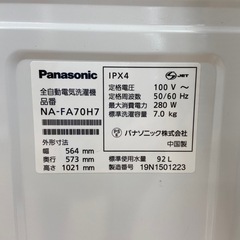 Panasonic
全自動電気洗濯機
品番
NA-FA70H7
外形寸法
幅 564 mm
奥行 573 mm
高さ 1021 mm
IPX4
JET
定格電圧 100 V～
定格周波数 50/60 Hz
最大消費電力 280 W
標準洗濯容量 7.0 kg
パナソニック株式会社
中国製
標準使用水量 92 L
製造番号 19N1501223